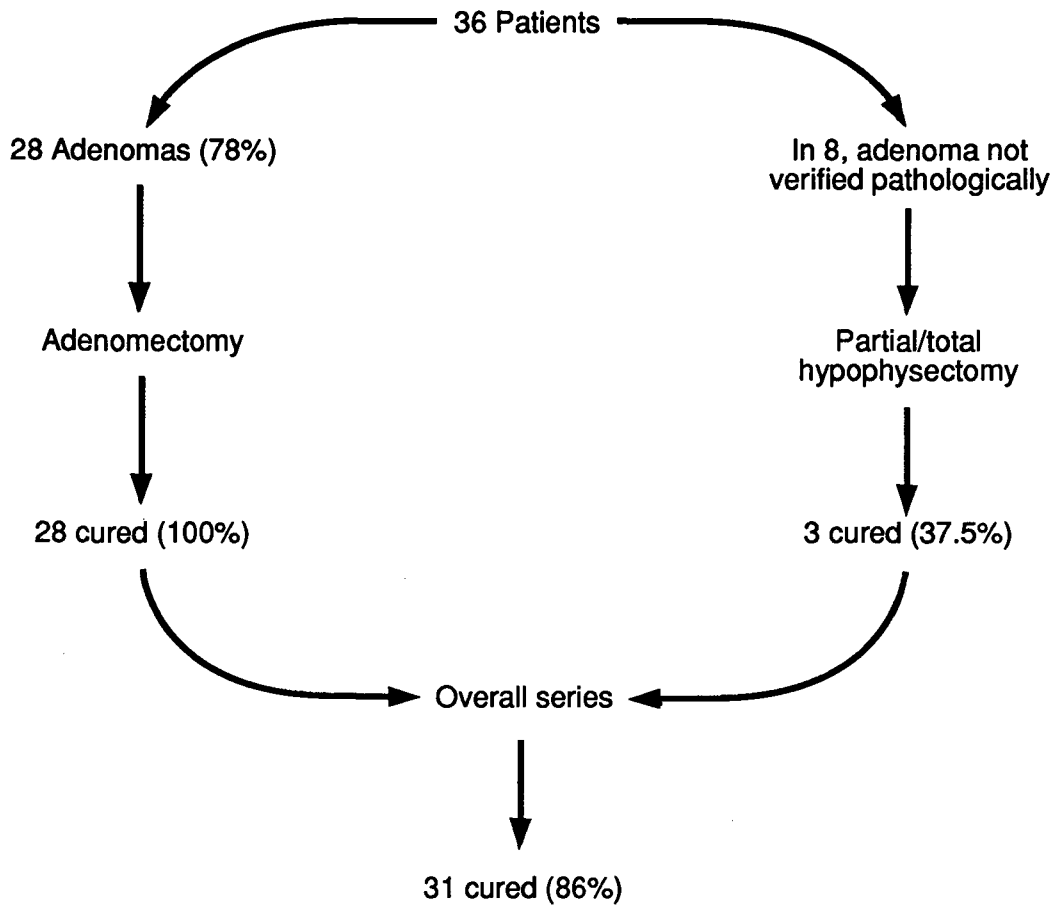 36 Patients
28 Adenomas (78%)
In 8, adenoma not
verified pathologically
Adenomectomy
Partial/total
hypophysectomy
28 cured (100%)
3 cured (37.5%)
Overall series
31 cured (86%)